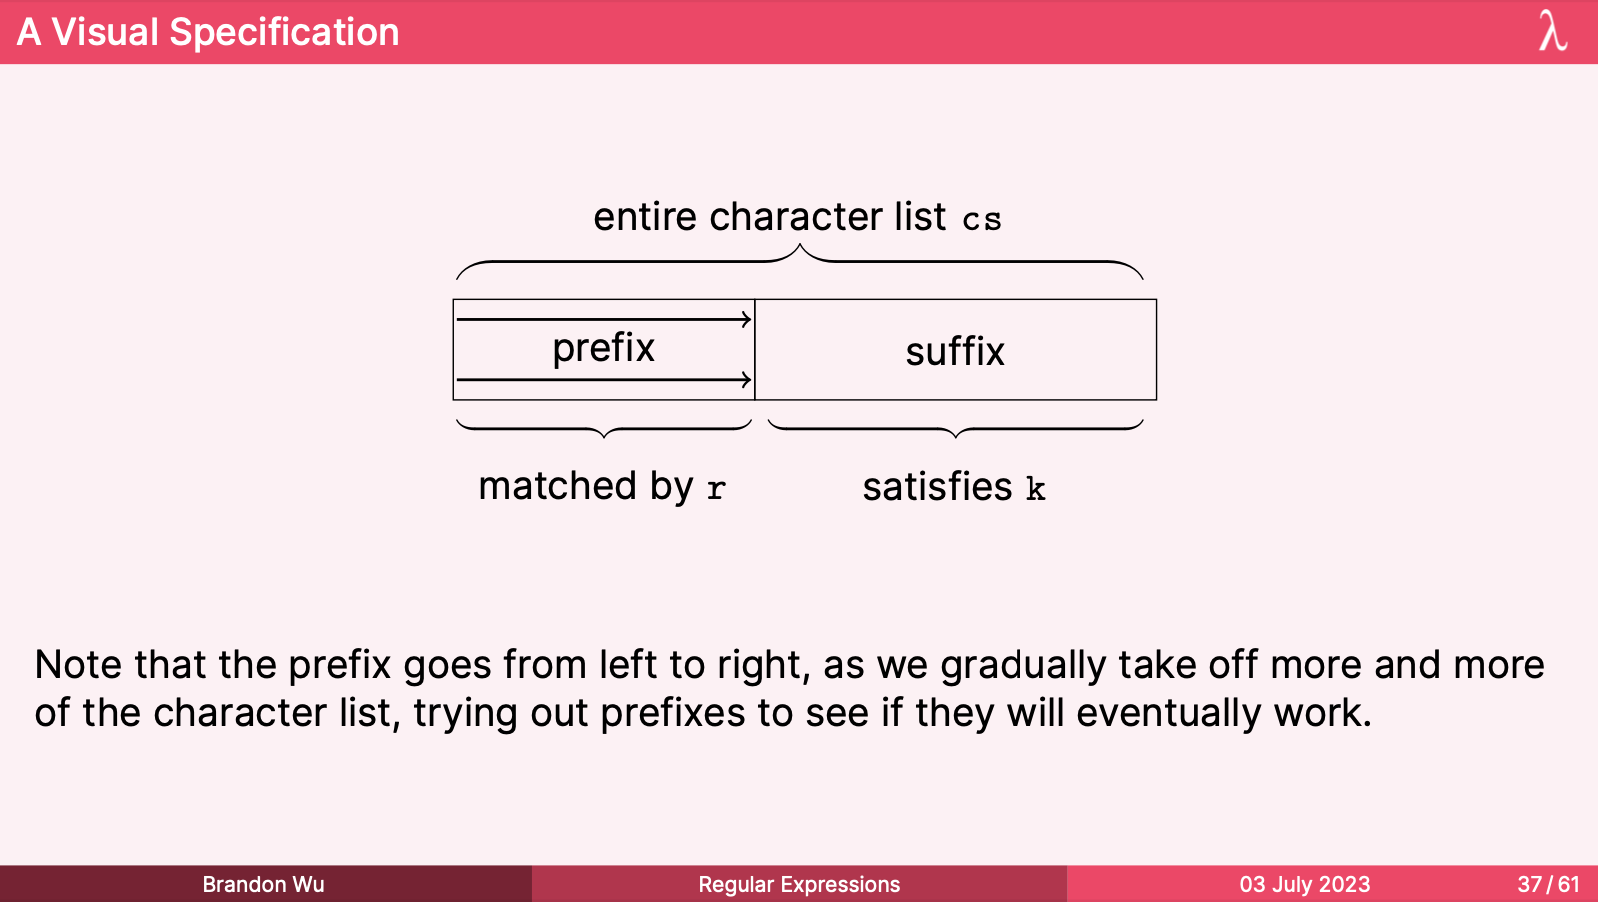 A Visual Specification
λ
entire character list cs
prefix
suffix
matched by r
satisfies k
Note that the prefix goes from left to right, as we gradually take off more and more
of the character list, trying out prefixes to see if they will eventually work.
Brandon Wu
Regular Expressions
03 July 2023
37 / 61